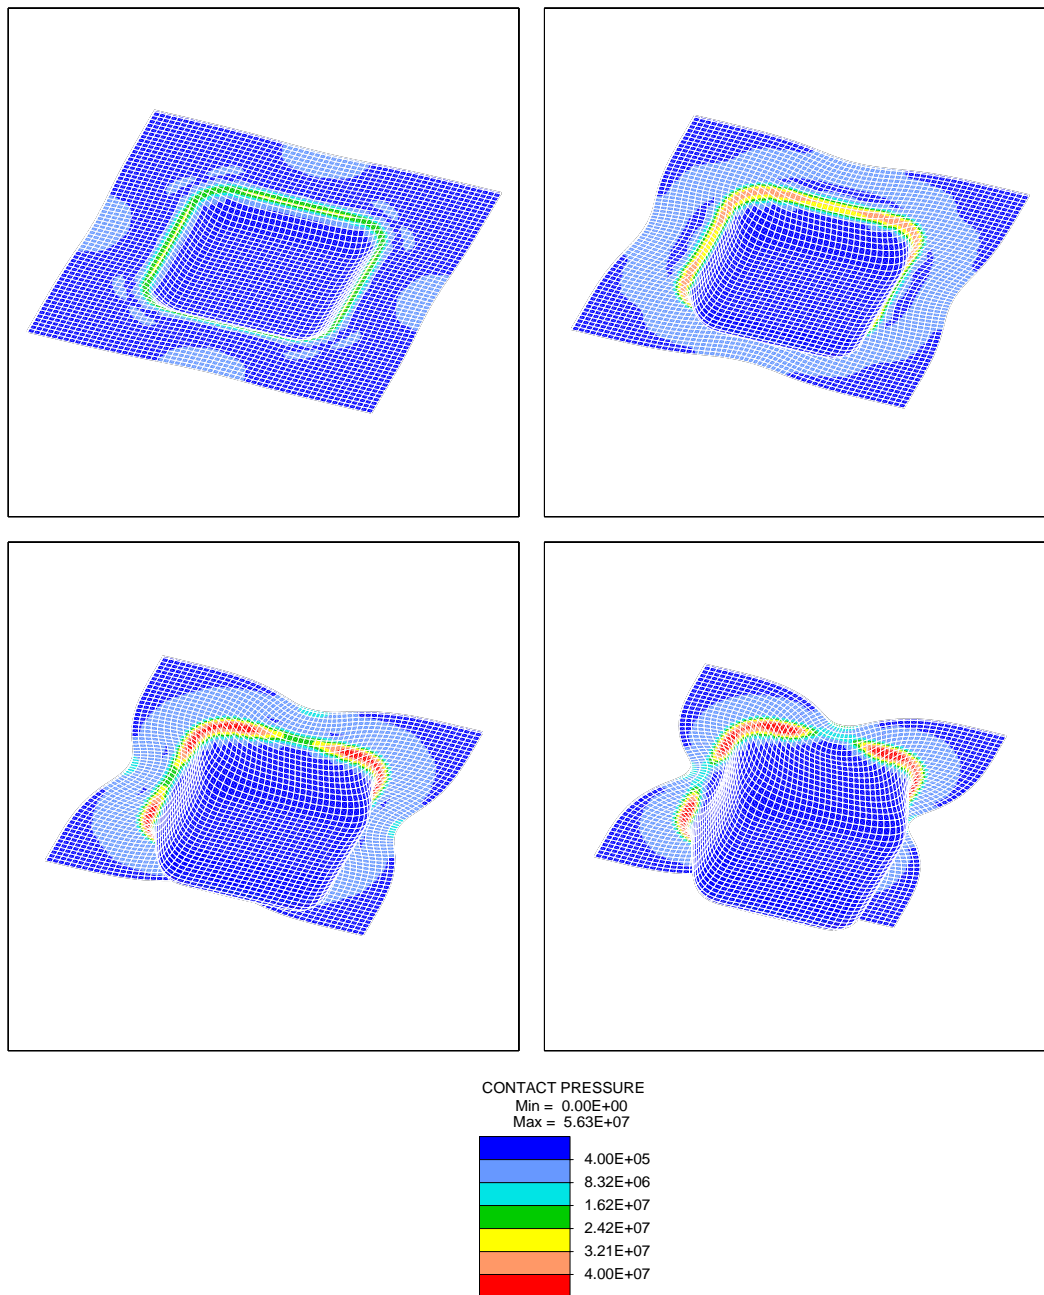 CONTACT PRESSURE
Min = 0.00E+00
Max = 5.63E+07
4.00E+05
8.32E+06
1.62E+07
2.42E+07
3.21E+07
4.00E+07